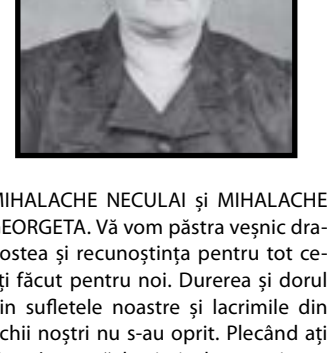 MIHALACHE NECULAI și MIHALACHE
GEORGETA. Vă vom păstra veșnic dra-
ostea și recunoștința pentru tot ce-
ți făcut pentru noi. Durerea și dorul
in sufletele noastre și lacrimile din
chii noștri nu s-au oprit. Plecând ați